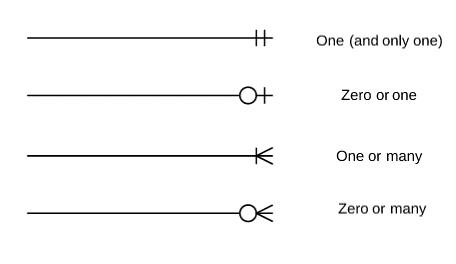 One (and only one)
Zero or one
One or many
Zero or many